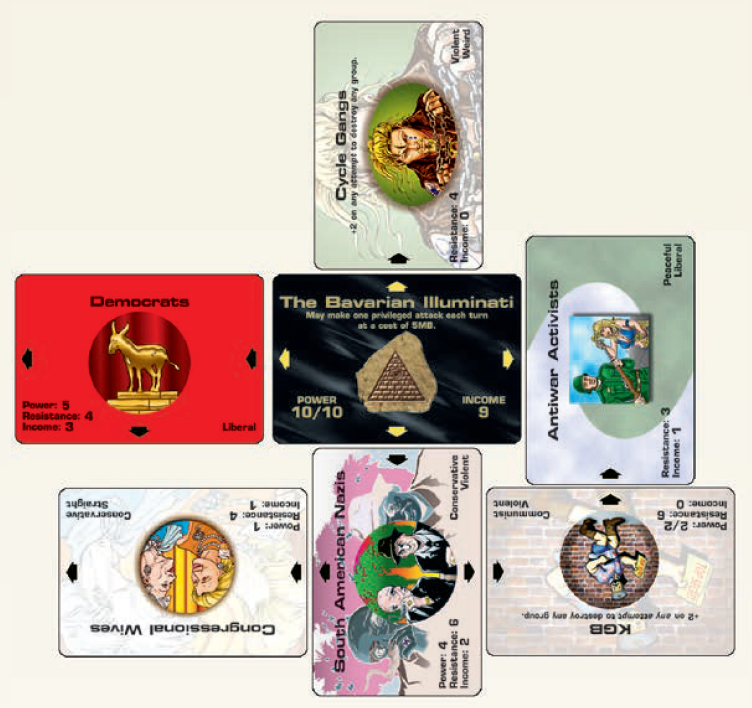 Cycle Gangs
+2 on any attempt to destroy any group.
Resistance: 4
Income: 0
Violent
Weird
Democrats
Power: 5
Resistance: 4
Income: 3
Liberal
The Bavarian Illuminati
May make one privileged attack each turn
at a cost of 5MB.
POWER
10/10
INCOME
9
Antiwar Activists
Resistance: 3
Income: 1
Peaceful
Liberal
Congressional Wives
Power: 1
Resistance: 4
Income: 1
Conservative
Straight
South American Nazis
Power: 4
Resistance: 6
Income: 2
Conservative
Violent
KGB
+2 on any attempt to destroy any group.
Power: 2/2
Resistance: 6
Income: 0
Communist
Violent